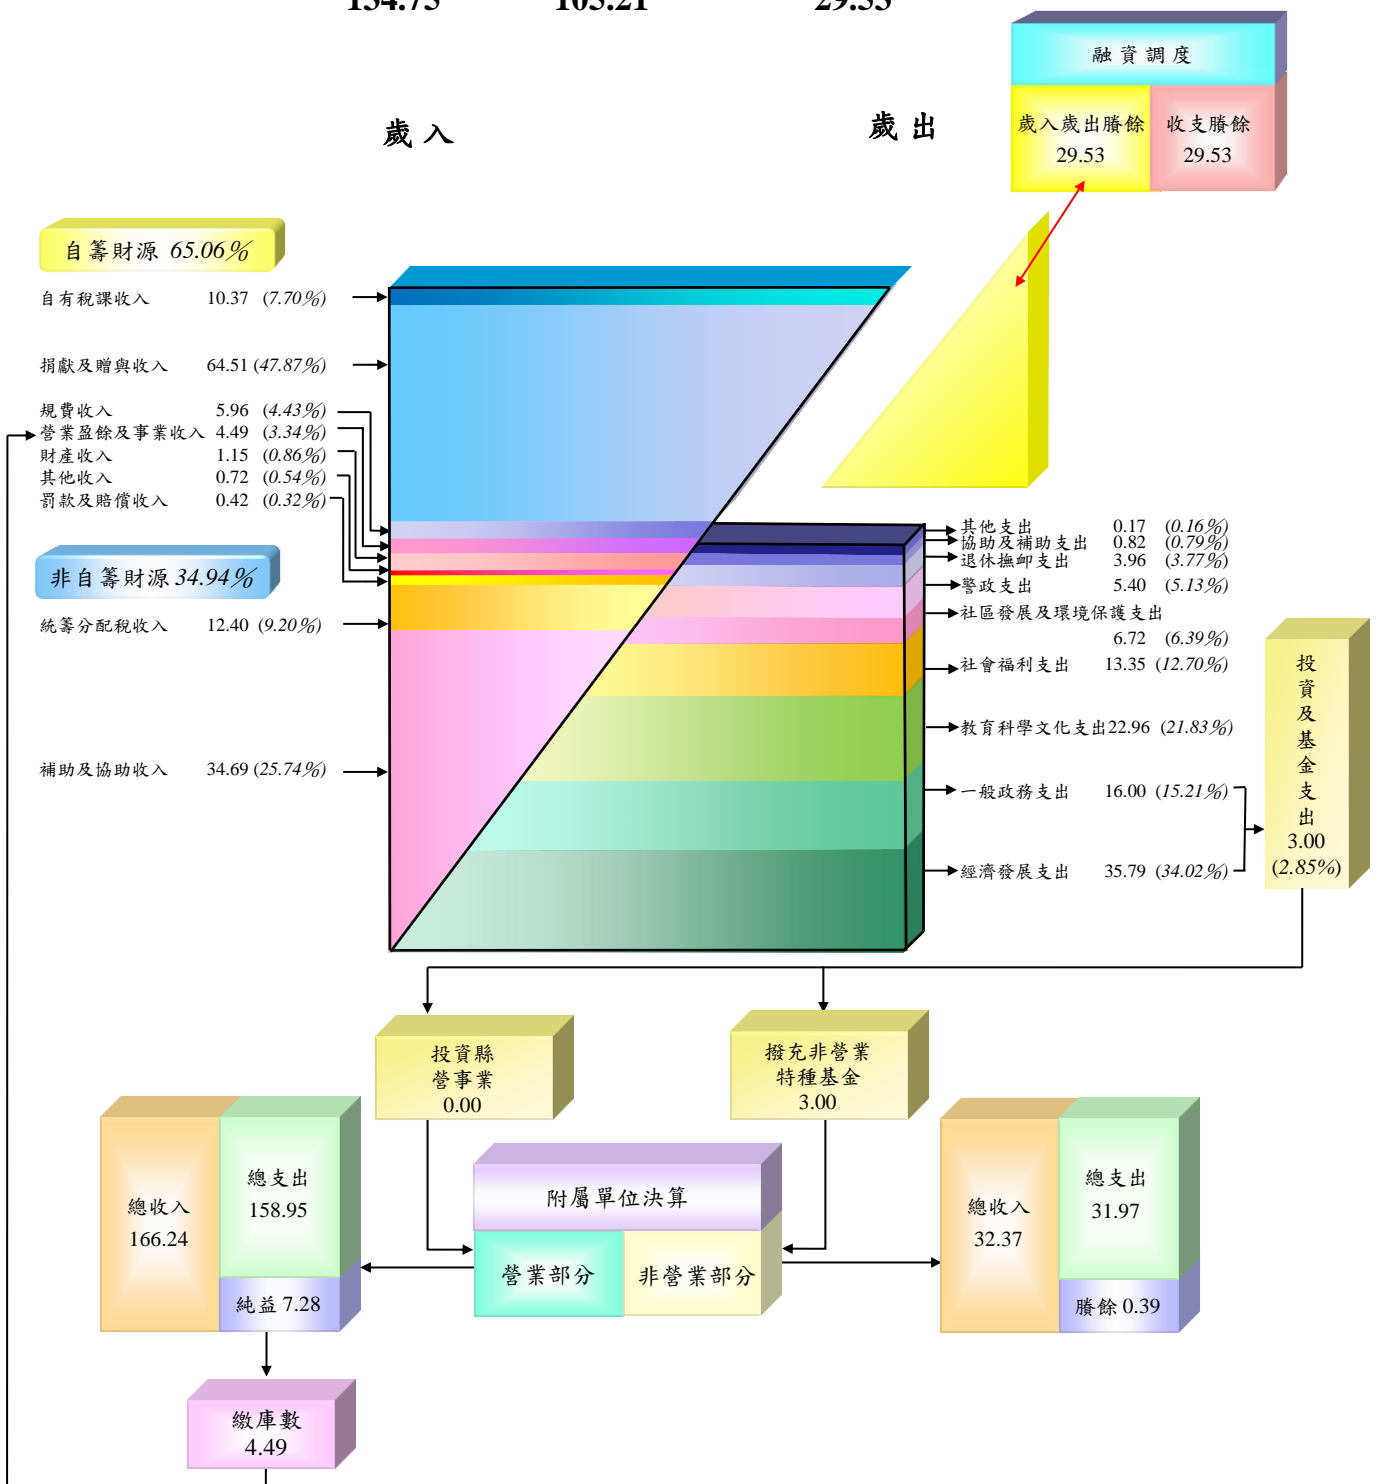 134.75 105.21 29.53
融資調度
歲入歲出賸餘 收支賸餘
29.53 29.53
歲入 歲出
自籌財源 65.06%
自有稅課收入 10.37 (7.70%)
捐獻及贈與收入 64.51 (47.87%)
規費收入 5.96 (4.43%)
營業盈餘及事業收入 4.49 (3.34%)
財產收入 1.15 (0.86%)
其他收入 0.72 (0.54%)
罰款及賠償收入 0.42 (0.32%)
非自籌財源 34.94%
統籌分配稅收入 12.40 (9.20%)
補助及協助收入 34.69 (25.74%)
其他支出 0.17 (0.16%)
協助及補助支出 0.82 (0.79%)
退休撫卹支出 3.96 (3.77%)
警政支出 5.40 (5.13%)
社區發展及環境保護支出
6.72 (6.39%)
社會福利支出 13.35 (12.70%)
教育科學文化支出 22.96 (21.83%)
一般政務支出 16.00 (15.21%)
經濟發展支出 35.79 (34.02%)
投資及基金支出
3.00
(2.85%)
投資縣
營事業
0.00
撥充非營業
特種基金
3.00
總收入
166.24
總支出
158.95
純益 7.28
附屬單位決算
營業部分 非營業部分
總收入
32.37
總支出
31.97
賸餘 0.39
繳庫數
4.49